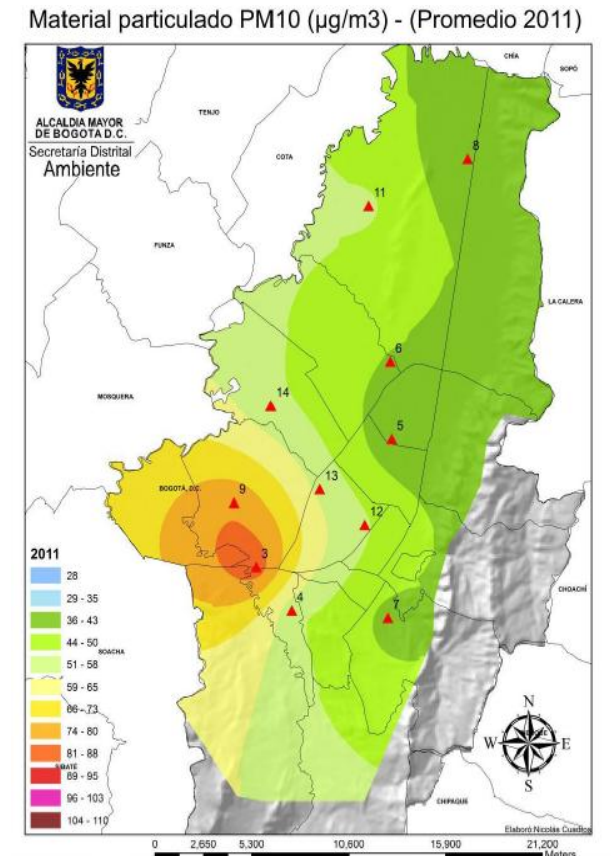 Material particulado PM10 (µg/m3) - (Promedio 2011)
CHÍA
SOPÓ
ALCALDIA MAYOR
DE BOGOTA D.C.
Secretaría Distrital
Ambiente
TENJO
COTA
8
11
FUNZA
LA CALERA
6
14
MOSQUERA
5
13
BOGOTÁ, D.C.
9
12
2011
3
28
CHOACHÍ
29 - 35
4
7
36 - 43
44 - 50
SOACHA
51 - 58
59 - 65
66 - 73
74 - 80
N
81 - 88
W
E
SIBATÉ
89 - 95
S
96 - 103
CHIPAQUE
104 - 110
Elaboró Nicolás
0 2,650 5,300 10,600 15,900 21,200
Meters